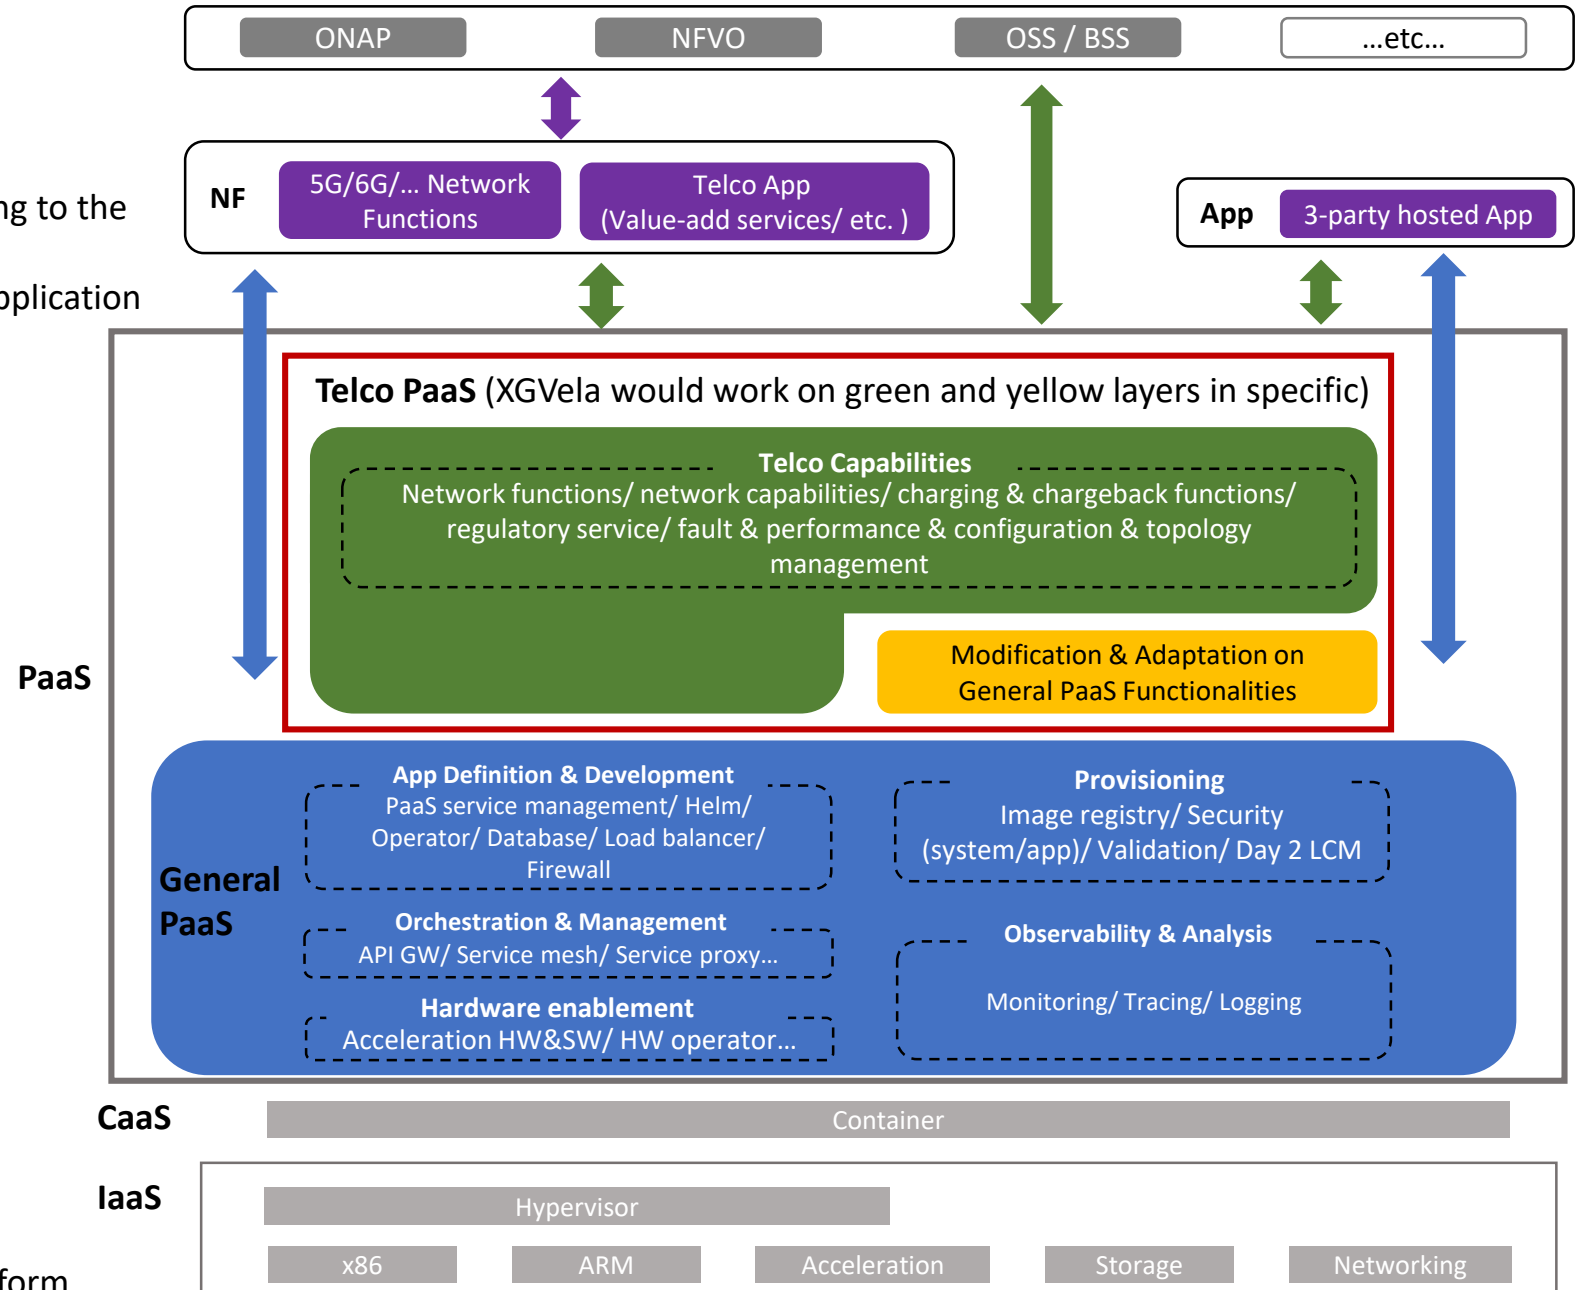 ONAP
NFVO
OSS / BSS
...etc...
NF
5G/6G/... Network
Functions
Telco App
(Value-add services/ etc. )
App
3-party hosted App
ng to the
pplication
Telco PaaS (XGVela would work on green and yellow layers in specific)
Telco Capabilities
Network functions/ network capabilities/ charging & chargeback functions/
regulatory service/ fault & performance & configuration & topology
management
Modification & Adaptation on
General PaaS Functionalities
PaaS
General
PaaS
App Definition & Development
PaaS service management/ Helm/
Operator/ Database/ Load balancer/
Firewall
Provisioning
Image registry/ Security
(system/app)/ Validation/ Day 2 LCM
Orchestration & Management
API GW/ Service mesh/ Service proxy...
Observability & Analysis
Monitoring/ Tracing/ Logging
Hardware enablement
Acceleration HW&SW/ HW operator...
CaaS
Container
IaaS
Hypervisor
x86
ARM
Acceleration
Storage
Networking
form